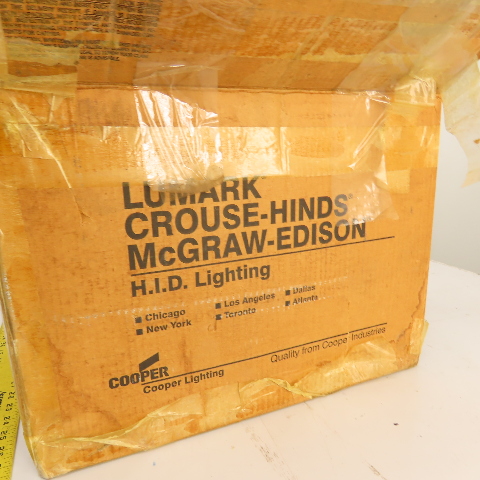 LUMARK
CROUSE-HINDS
McGRAW-EDISON
H.I.D. Lighting
■ Chicago ■ Los Angeles ■ Dallas
■ New York ■ Toronto ■ Atlanta
COOPER
Cooper Lighting
Quality from Coope Industries